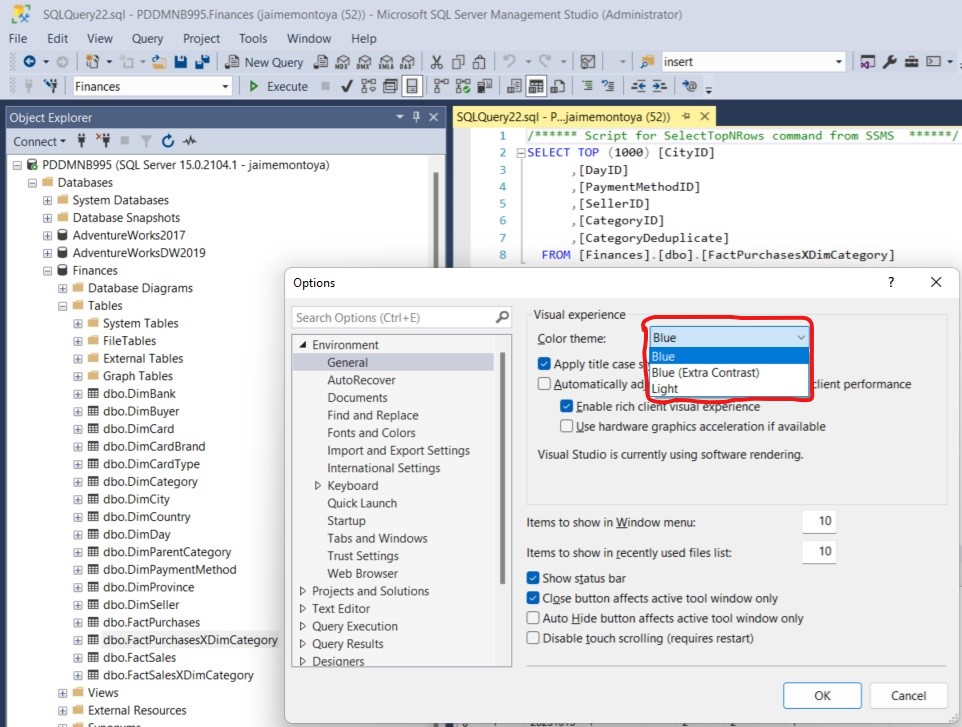 SQLQuery22.sql - PDDMNB995.Finances (jaimemontoya (52)) - Microsoft SQL Server Management Studio (Administrator)
File Edit View Query Project Tools Window Help
New Query MDX DMX XMLA DAX insert
Finances Execute
Object Explorer
Connect
PDDMNB995 (SQL Server 15.0.2104.1 - jaimemontoya)
Databases
System Databases
Database Snapshots
AdventureWorks2017
AdventureWorksDW2019
Finances
Database Diagrams
Tables
System Tables
FileTables
External Tables
Graph Tables
dbo.DimBank
dbo.DimBuyer
dbo.DimCard
dbo.DimCardBrand
dbo.DimCardType
dbo.DimCategory
dbo.DimCity
dbo.DimCountry
dbo.DimDay
dbo.DimParentCategory
dbo.DimPaymentMethod
dbo.DimProvince
dbo.DimSeller
dbo.FactPurchases
dbo.FactPurchasesXDimCategory
dbo.FactSales
dbo.FactSalesXDimCategory
Views
External Resources
Synonyms
SQLQuery22.sql - P...jaimemontoya (52))
1 /****** Script for SelectTopNRows command from SSMS ******/
2 SELECT TOP (1000) [CityID]
3 ,[DayID]
4 ,[PaymentMethodID]
5 ,[SellerID]
6 ,[CategoryID]
7 ,[CategoryDeduplicate]
8 FROM [Finances].[dbo].[FactPurchasesXDimCategory]
Options ?
Search Options (Ctrl+E)
Environment
General
AutoRecover
Documents
Find and Replace
Fonts and Colors
Import and Export Settings
International Settings
Keyboard
Quick Launch
Startup
Tabs and Windows
Trust Settings
Web Browser
Projects and Solutions
Text Editor
Query Execution
Query Results
Designers
Visual experience
Color theme: Blue
Blue
Blue (Extra Contrast)
Light
Apply title case
Automatically client performance
Enable rich client visual experience
Use hardware graphics acceleration if available
Visual Studio is currently using software rendering.
Items to show in Window menu: 10
Items to show in recently used files list: 10
Show status bar
Close button affects active tool window only
Auto Hide button affects active tool window only
Disable touch scrolling (requires restart)
OK Cancel